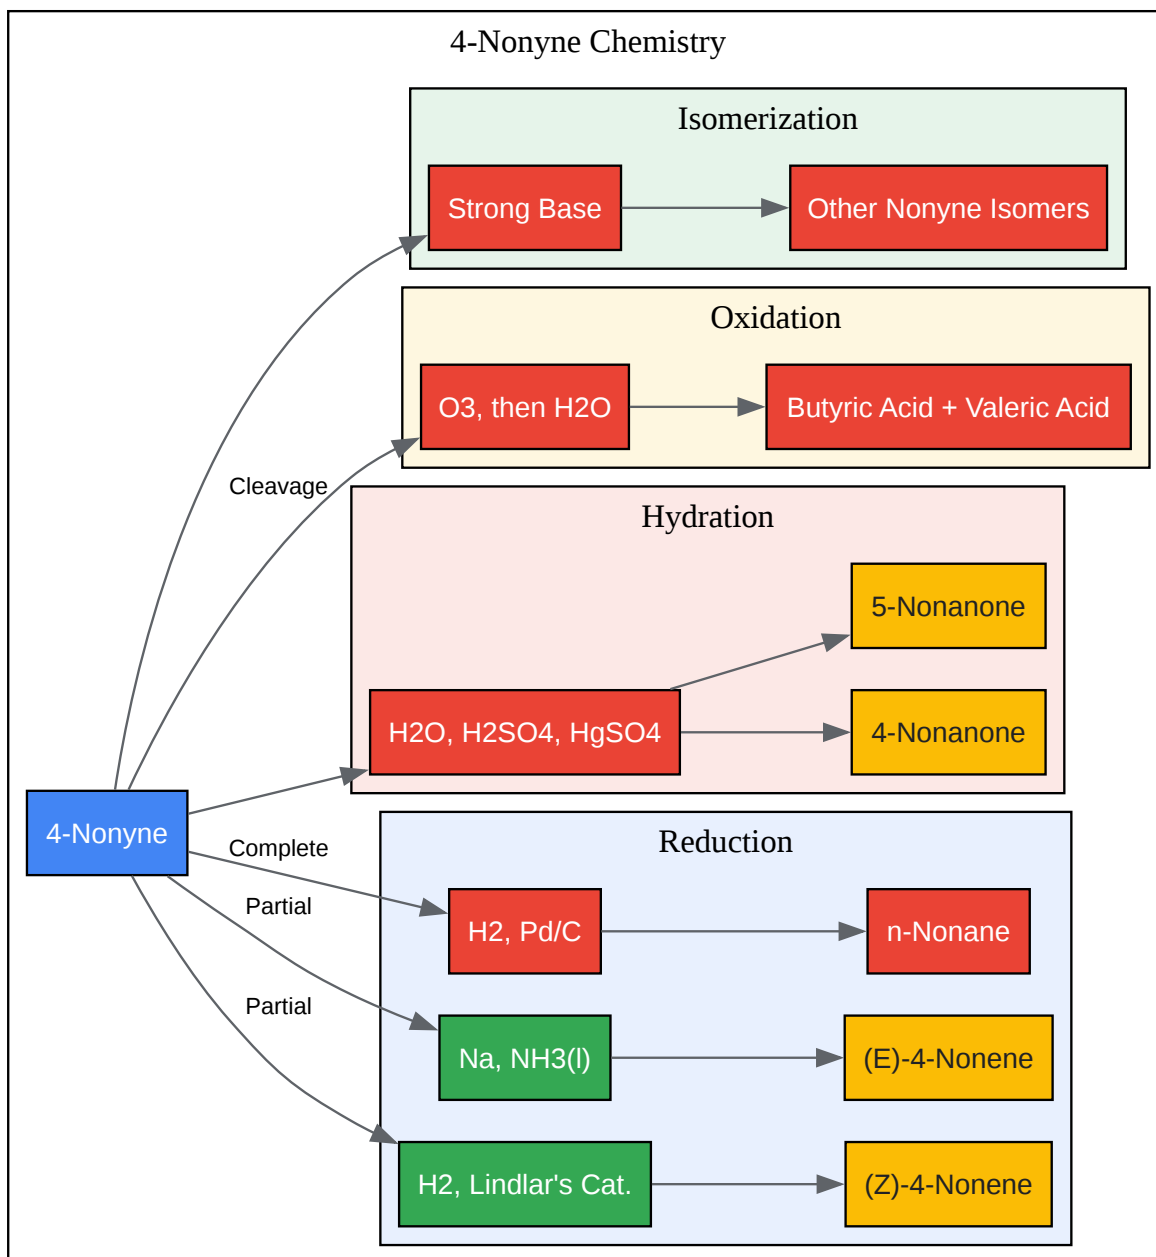 4-Nonyne Chemistry
Isomerization
Strong Base
Other Nonyne Isomers
Oxidation
O3, then H2O
Butyric Acid + Valeric Acid
Cleavage
Hydration
5-Nonanone
H2O, H2SO4, HgSO4
4-Nonanone
4-Nonyne
Reduction
Complete
Partial
H2, Pd/C
n-Nonane
Partial
Na, NH3(l)
(E)-4-Nonene
H2, Lindlar's Cat.
(Z)-4-Nonene